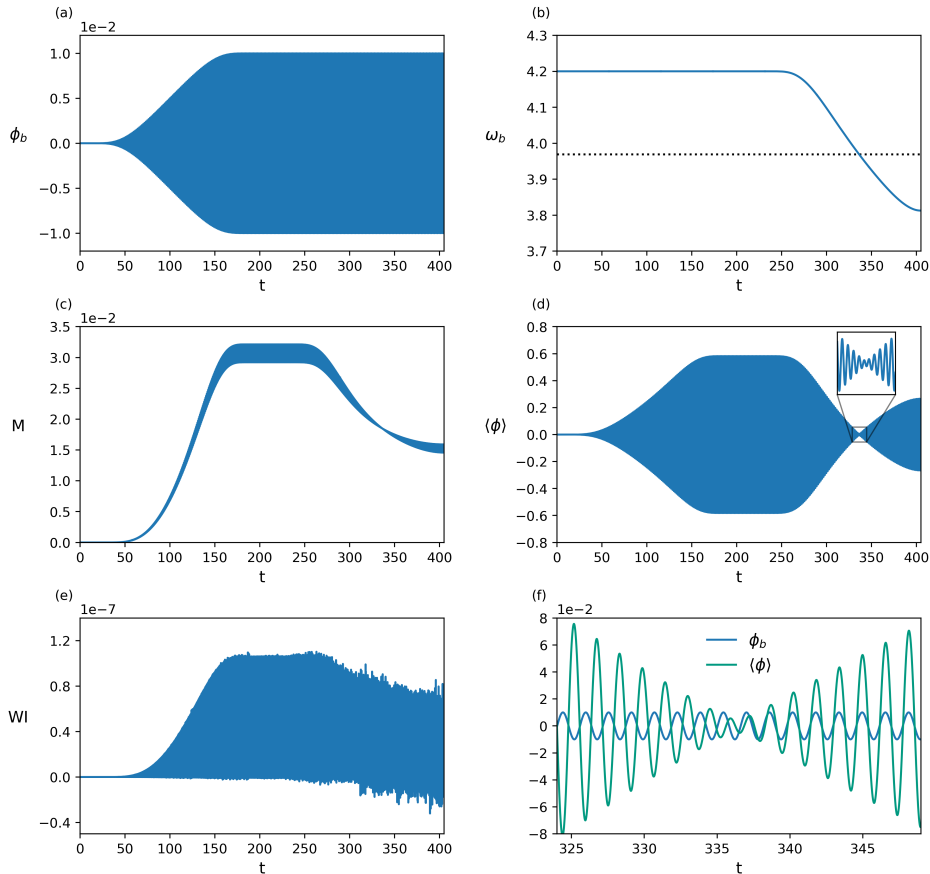 (a)
1e−2
1.0
0.5
0.0
−0.5
−1.0
ϕb
0 50 100 150 200 250 300 350 400
t
(b)
4.3
4.2
4.1
4.0
3.9
3.8
3.7
ωb
0 50 100 150 200 250 300 350 400
t
(c)
1e−2
3.5
3.0
2.5
2.0
1.5
1.0
0.5
0.0
M
0 50 100 150 200 250 300 350 400
t
(d)
0.8
0.6
0.4
0.2
0.0
−0.2
−0.4
−0.6
−0.8
⟨ϕ⟩
0 50 100 150 200 250 300 350 400
t
(e)
1e−7
1.2
0.8
0.4
0.0
−0.4
WI
0 50 100 150 200 250 300 350 400
t
(f)
1e−2
8
6
4
2
0
−2
−4
−6
−8
ϕb
⟨ϕ⟩
325 330 335 340 345
t